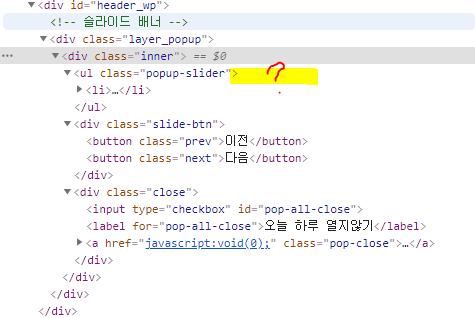 <div id="header_wp">
<!-- 슬라이드 배너 -->
<div class="layer_popup">
<div class="inner"> == $0
<ul class="popup-slider"> ?
<li>…</li>
</ul>
<div class="slide-btn">
<button class="prev">이전</button>
<button class="next">다음</button>
</div>
<div class="close">
<input type="checkbox" id="pop-all-close">
<label for="pop-all-close">오늘 하루 열지않기</label>
<a href="javascript:void(0);" class="pop-close">…</a>
</div>
</div>
</div>
</div>